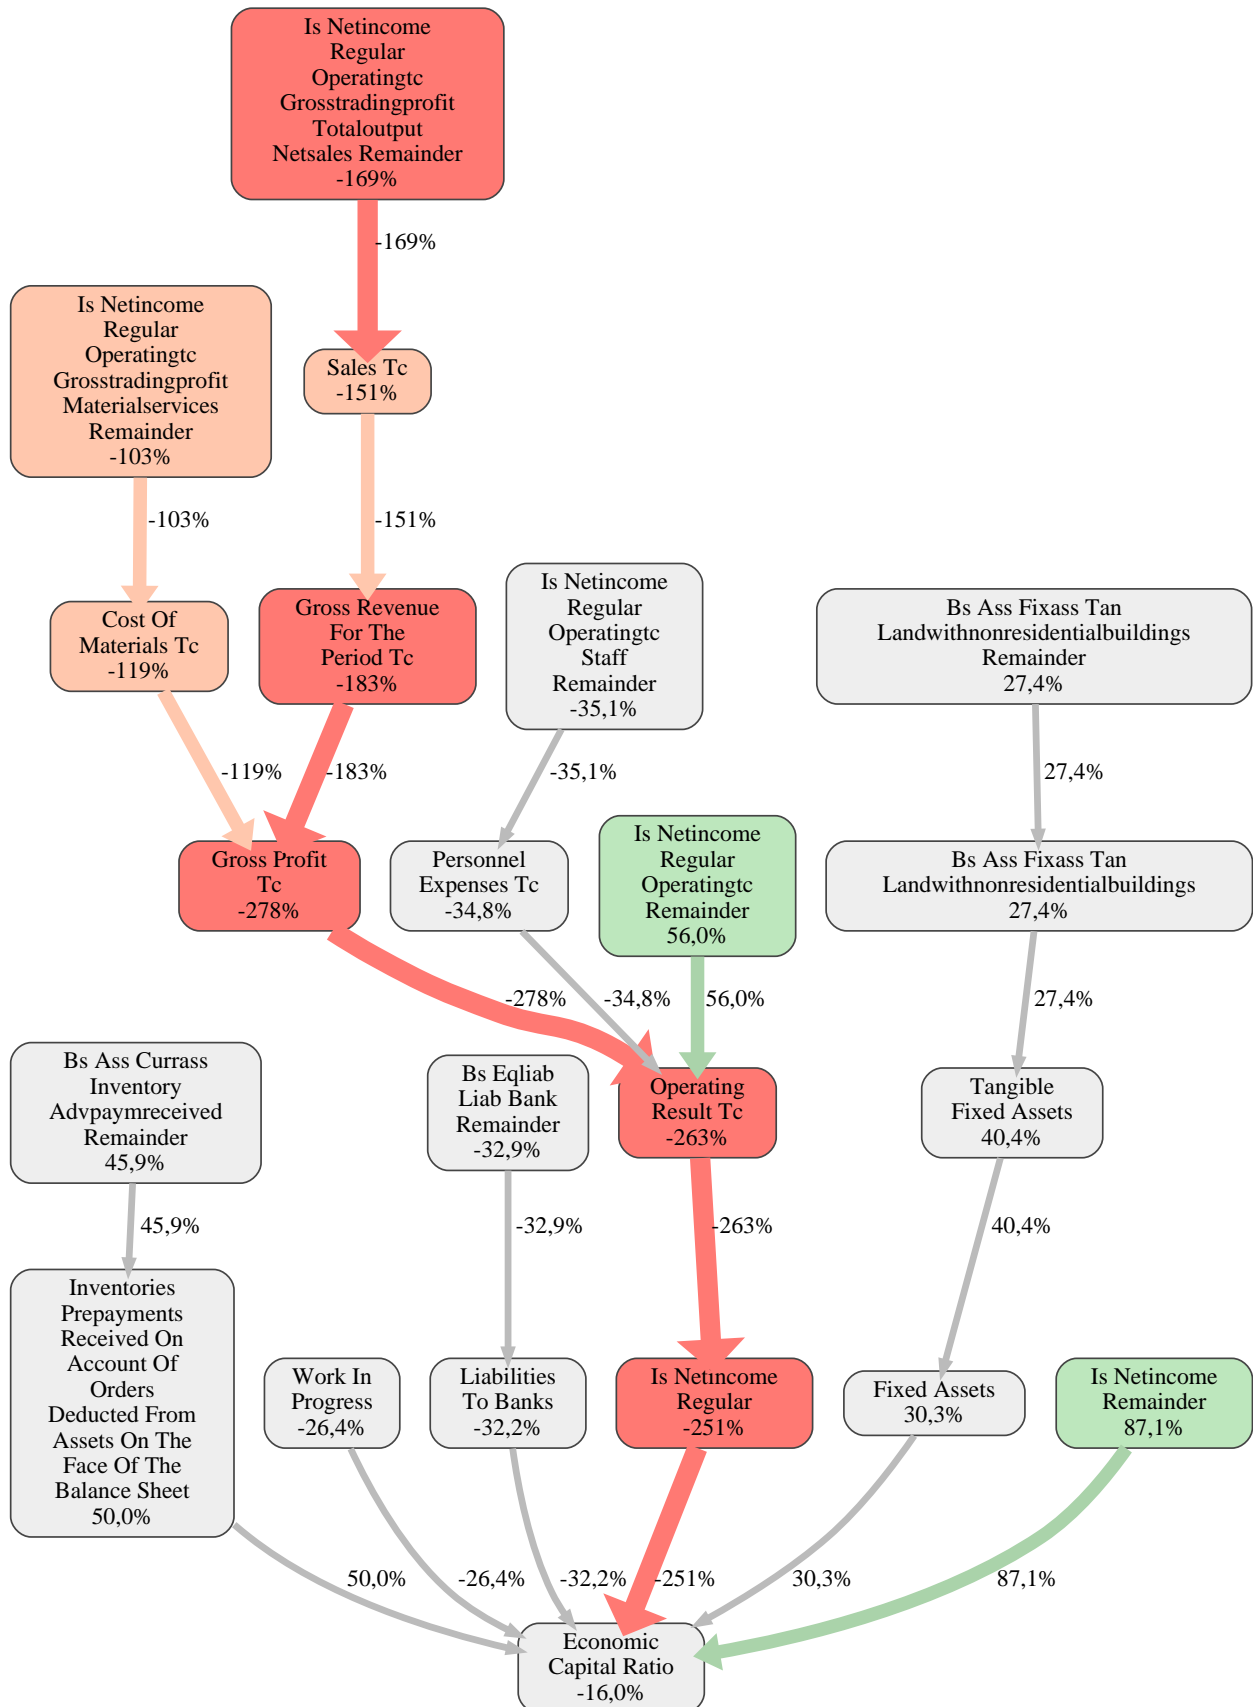 Is Netincome
Regular
Operatingtc
Grosstradingprofit
Totaloutput
Netsales Remainder
-169%
-169%
Is Netincome
Regular
Operatingtc
Grosstradingprofit
Materialservices
Remainder
-103%
Sales Tc
-151%
-103%
-151%
Cost Of
Materials Tc
-119%
Gross Revenue
For The
Period Tc
-183%
Is Netincome
Regular
Operatingtc
Staff
Remainder
-35,1%
Bs Ass Fixass Tan
Landwithnonresidentialbuildings
Remainder
27,4%
-119%
-183%
-35,1%
27,4%
Gross Profit
Tc
-278%
Personnel
Expenses Tc
-34,8%
Is Netincome
Regular
Operatingtc
Remainder
56,0%
Bs Ass Fixass Tan
Landwithnonresidentialbuildings
27,4%
-278%
-34,8%
56,0%
27,4%
Bs Ass Currass
Inventory
Advpaymreceived
Remainder
45,9%
Bs Eqliab
Liab Bank
Remainder
-32,9%
Operating
Result Tc
-263%
Tangible
Fixed Assets
40,4%
45,9%
-32,9%
-263%
40,4%
Inventories
Prepayments
Received On
Account Of
Orders
Deducted From
Assets On The
Face Of The
Balance Sheet
50,0%
Work In
Progress
-26,4%
Liabilities
To Banks
-32,2%
Is Netincome
Regular
-251%
Fixed Assets
30,3%
Is Netincome
Remainder
87,1%
50,0%
-26,4%
-32,2%
-251%
30,3%
87,1%
Economic
Capital Ratio
-16,0%